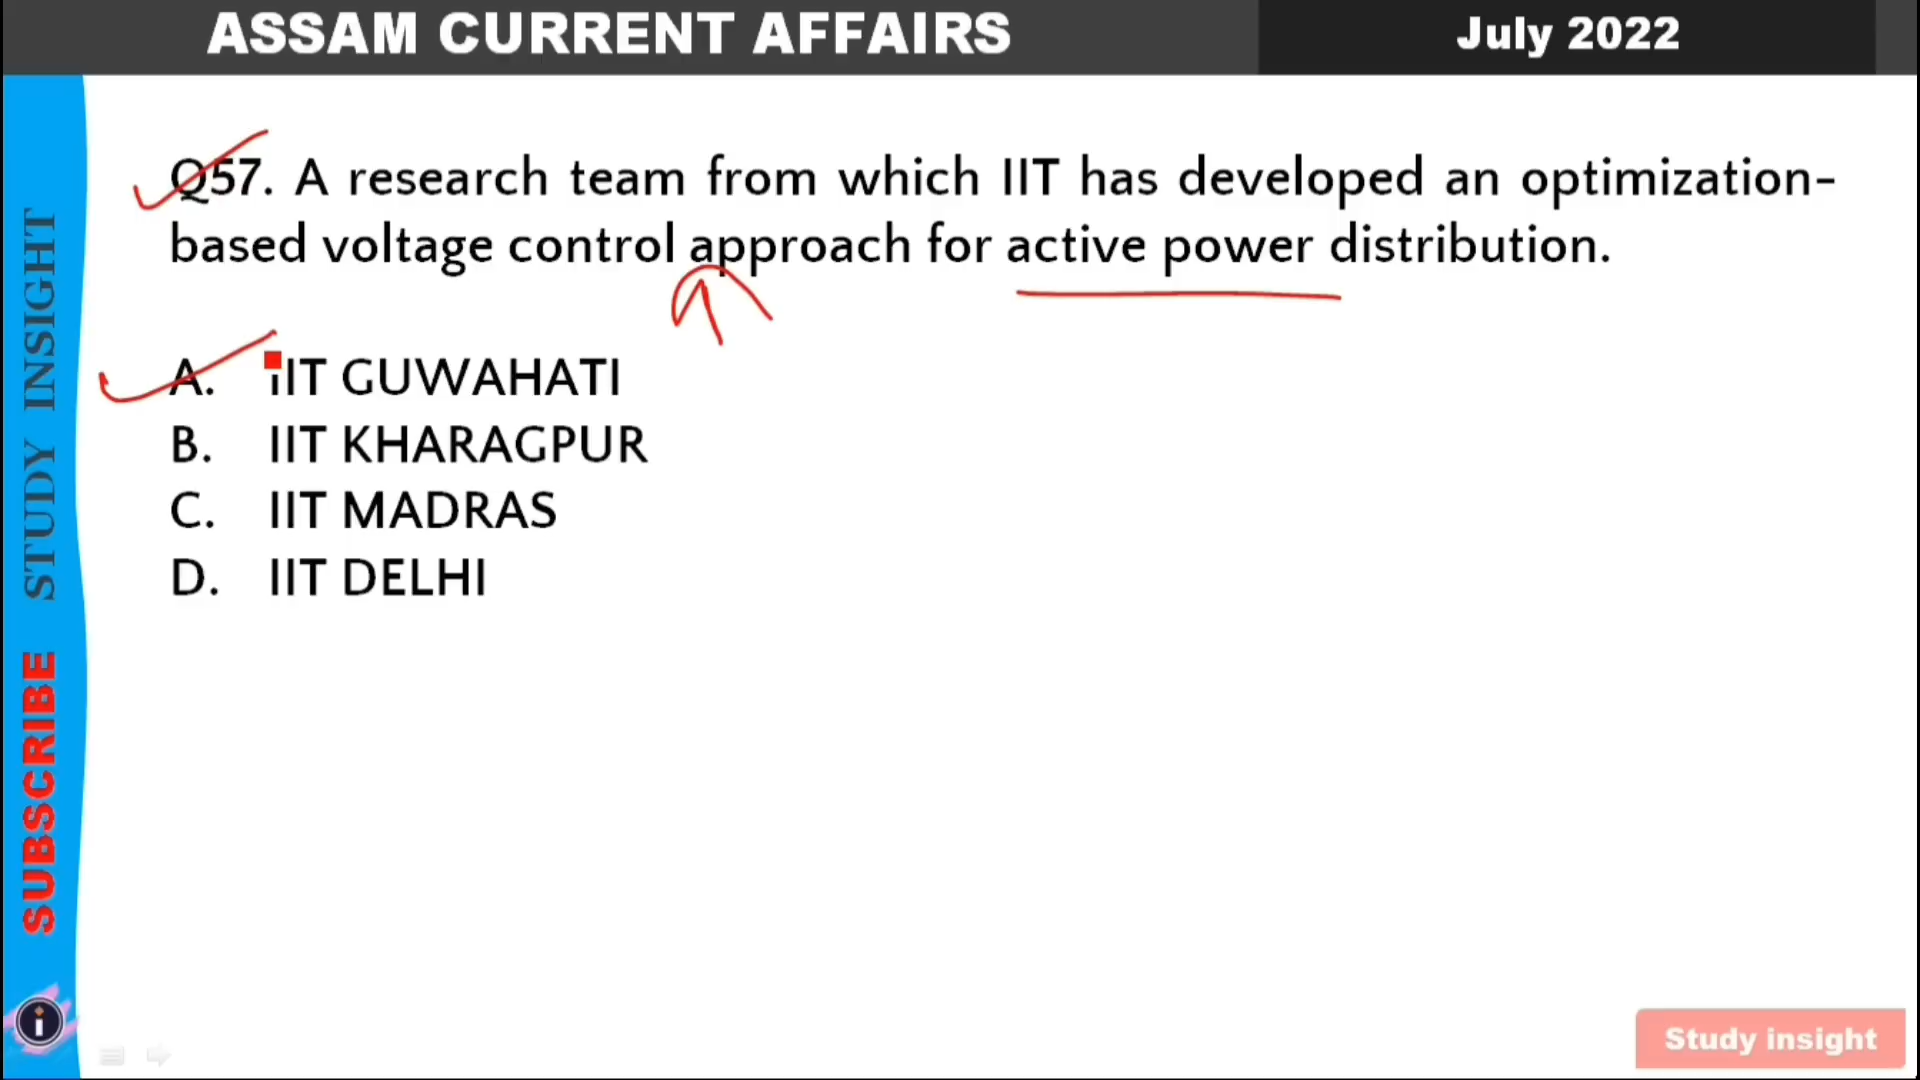 ASSAM CURRENT AFFAIRS
July 2022
Q57. A research team from which IIT has developed an optimization-
based voltage control approach for active power distribution.
A. IIT GUWAHATI
B. IIT KHARAGPUR
C. IIT MADRAS
D. IIT DELHI
SUBSCRIBE STUDY INSIGHT
i
Study insight